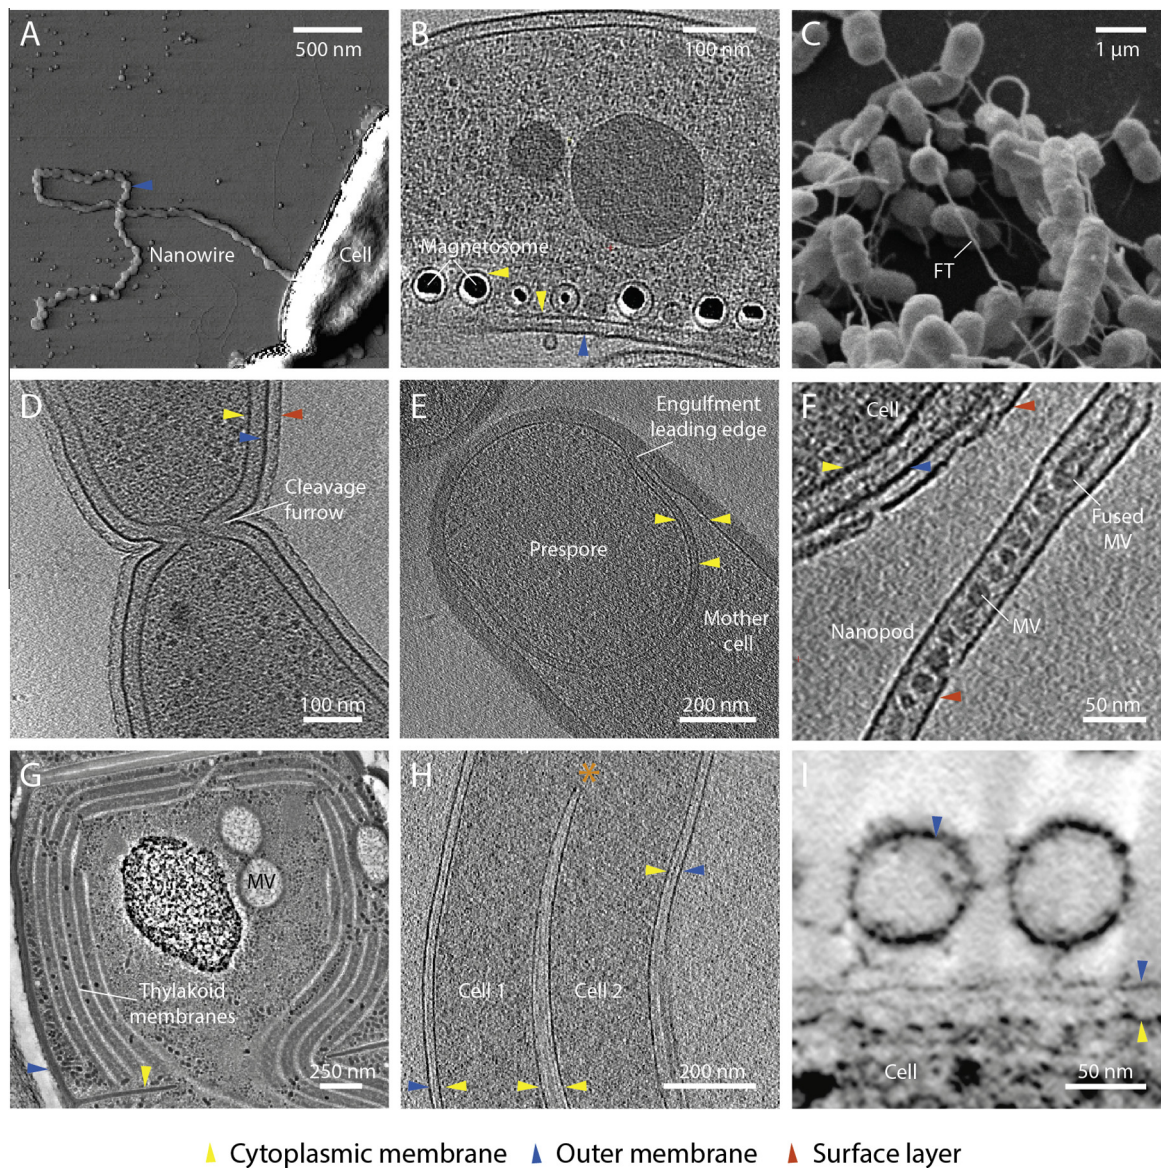 A
500 nm
Nanowire
Cell
B
100 nm
Magnetosome
C
1 μm
FT
D
Cleavage
furrow
100 nm
E
Engulfment
leading edge
Prespore
Mother
cell
200 nm
F
Cell
Fused
MV
MV
Nanopod
50 nm
G
MV
Thylakoid
membranes
250 nm
H
*
Cell 1
Cell 2
200 nm
I
Cell
50 nm
Cytoplasmic membrane
Outer membrane
Surface layer